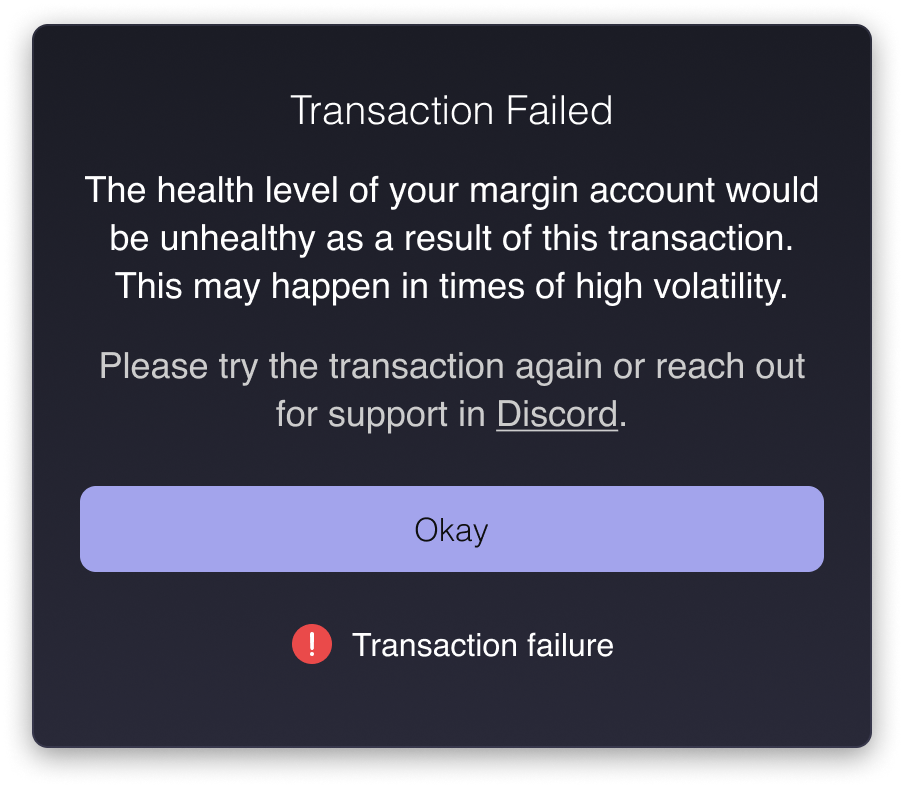 Transaction Failed
The health level of your margin account would
be unhealthy as a result of this transaction.
This may happen in times of high volatility.
Please try the transaction again or reach out
for support in Discord.
Okay
! Transaction failure